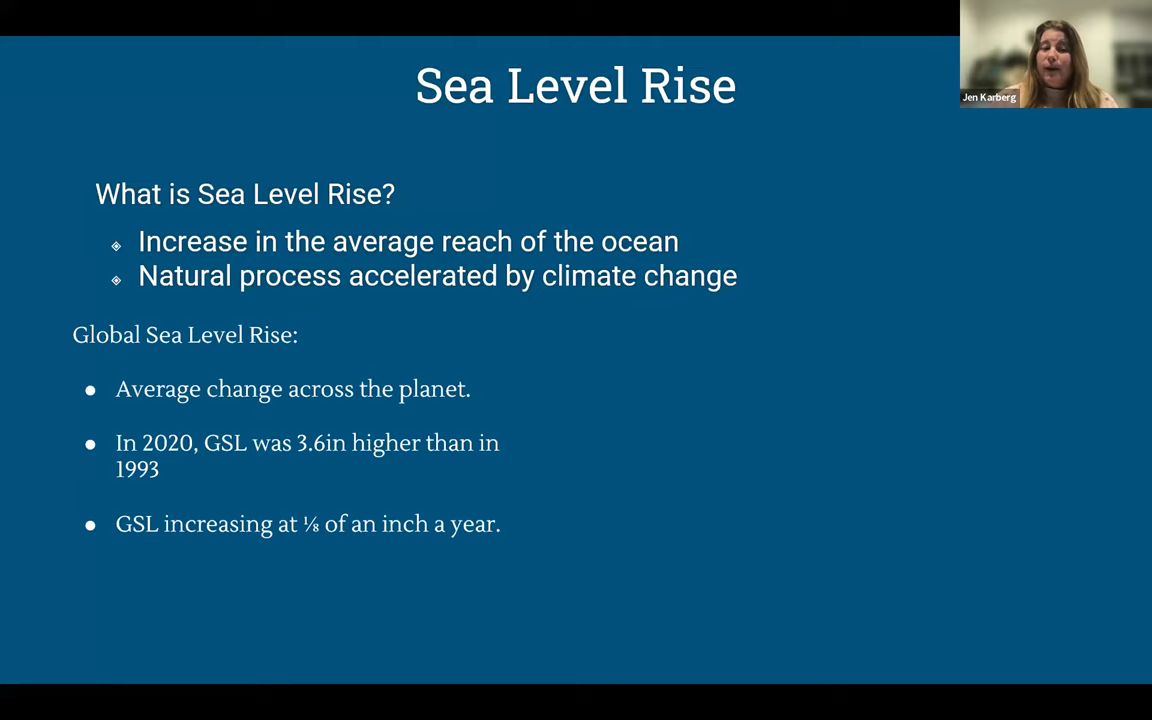 Sea Level Rise
Jen Karberg
What is Sea Level Rise?
Increase in the average reach of the ocean
Natural process accelerated by climate change
Global Sea Level Rise:
● Average change across the planet.
● In 2020, GSL was 3.6in higher than in
1993
● GSL increasing at ⅛ of an inch a year.